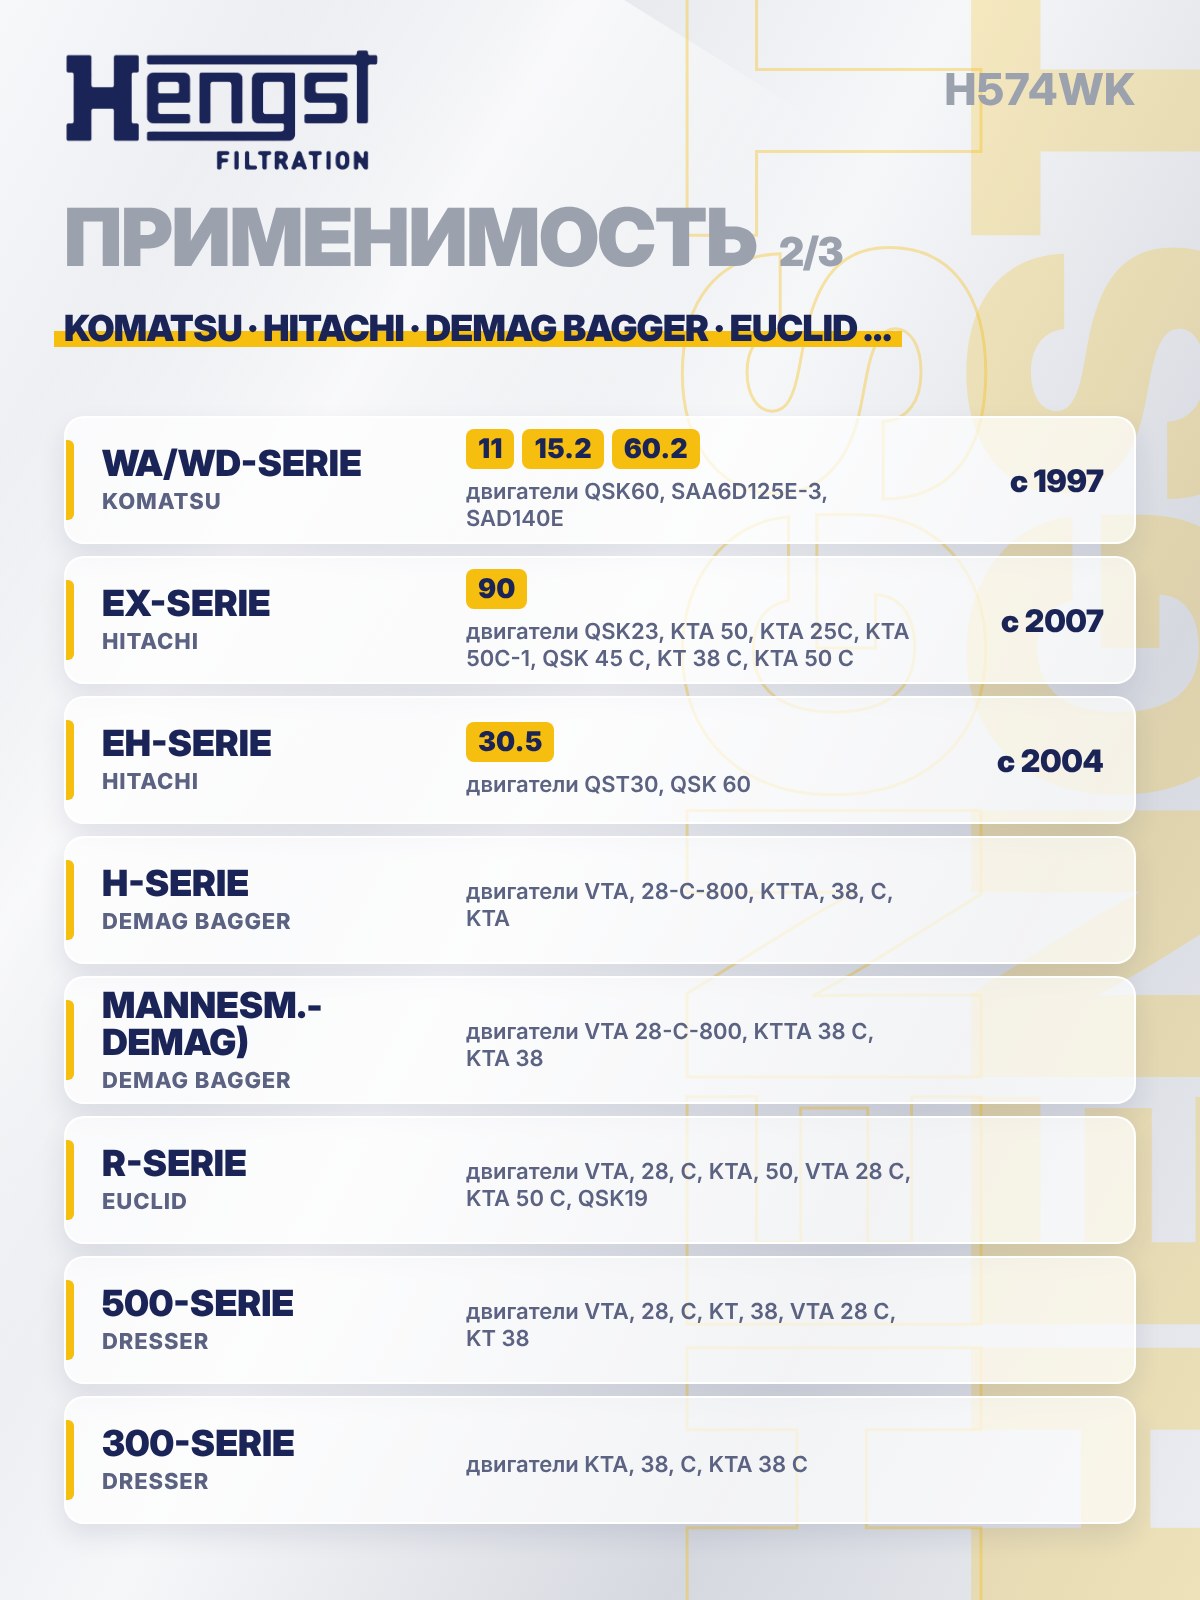 Hengst
FILTRATION
H574WK
ПРИМЕНИМОСТЬ 2/3
KOMATSU · HITACHI · DEMAG BAGGER · EUCLID ...
WA/WD-SERIE
KOMATSU
11 15.2 60.2
двигатели QSK60, SAA6D125E-3,
SAD140E
с 1997
EX-SERIE
HITACHI
90
двигатели QSK23, KTA 50, KTA 25C, KTA
50C-1, QSK 45 C, KT 38 C, KTA 50 C
с 2007
EH-SERIE
HITACHI
30.5
двигатели QST30, QSK 60
с 2004
H-SERIE
DEMAG BAGGER
двигатели VTA, 28-C-800, KTTA, 38, C,
KTA
MANNESM.-
DEMAG)
DEMAG BAGGER
двигатели VTA 28-C-800, KTTA 38 C,
KTA 38
R-SERIE
EUCLID
двигатели VTA, 28, C, KTA, 50, VTA 28 C,
KTA 50 C, QSK19
500-SERIE
DRESSER
двигатели VTA, 28, C, KT, 38, VTA 28 C,
KT 38
300-SERIE
DRESSER
двигатели KTA, 38, C, KTA 38 C
HENGST
HENGST